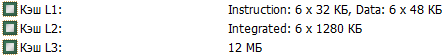 Кэш L1: Instruction: 6 x 32 КБ, Data: 6 x 48 КБ
Кэш L2: Integrated: 6 x 1280 КБ
Кэш L3: 12 МБ